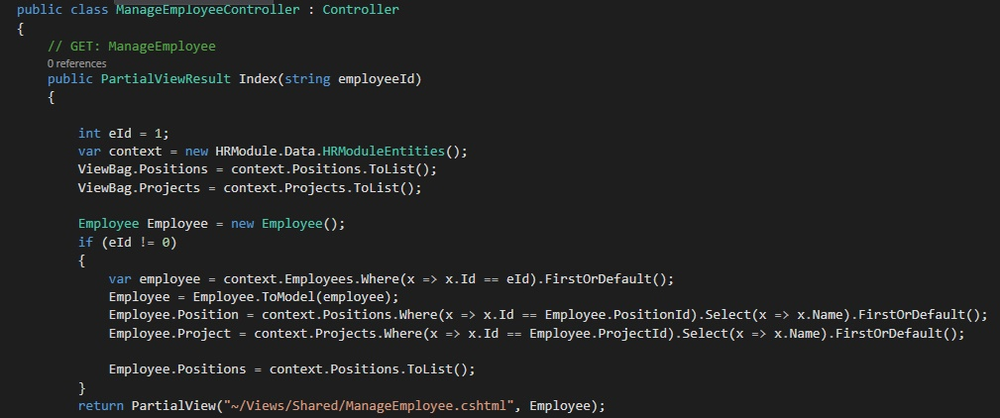 public class ManageEmployeeController : Controller
{
// GET: ManageEmployee
0 references
public PartialViewResult Index(string employeeId)
{
int eId = 1;
var context = new HRModule.Data.HRModuleEntities();
ViewBag.Positions = context.Positions.ToList();
ViewBag.Projects = context.Projects.ToList();
Employee Employee = new Employee();
if (eId != 0)
{
var employee = context.Employees.Where(x => x.Id == eId).FirstOrDefault();
Employee = Employee.ToModel(employee);
Employee.Position = context.Positions.Where(x => x.Id == Employee.PositionId).Select(x => x.Name).FirstOrDefault();
Employee.Project = context.Projects.Where(x => x.Id == Employee.ProjectId).Select(x => x.Name).FirstOrDefault();
Employee.Positions = context.Positions.ToList();
}
return PartialView("~/Views/Shared/ManageEmployee.cshtml", Employee);